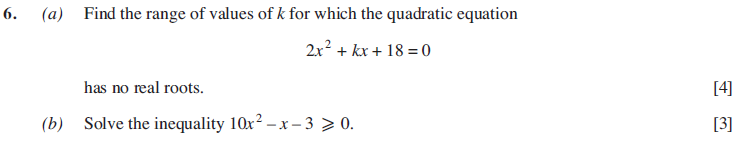 6. (a) Find the range of values of k for which the quadratic equation
2x² + kx + 18 = 0
has no real roots. [4]
(b) Solve the inequality 10x² – x – 3 ⩾ 0. [3]